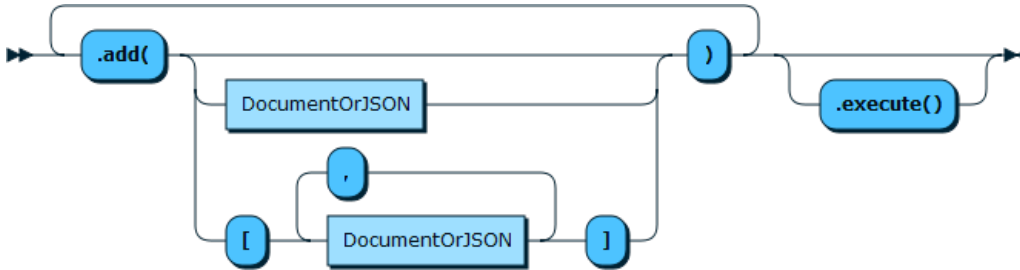 .add( )
DocumentOrJSON
.execute()
,
[ DocumentOrJSON ]